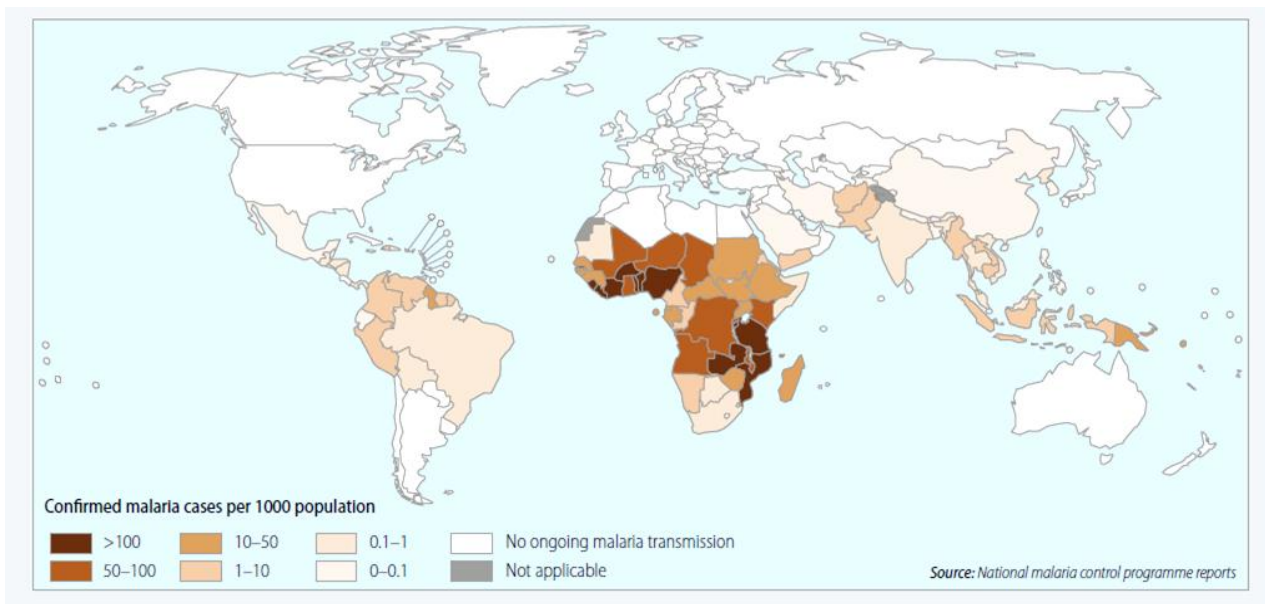 Confirmed malaria cases per 1000 population
>100
10–50
0.1–1
No ongoing malaria transmission
50–100
1–10
0–0.1
Not applicable
Source: National malaria control programme reports